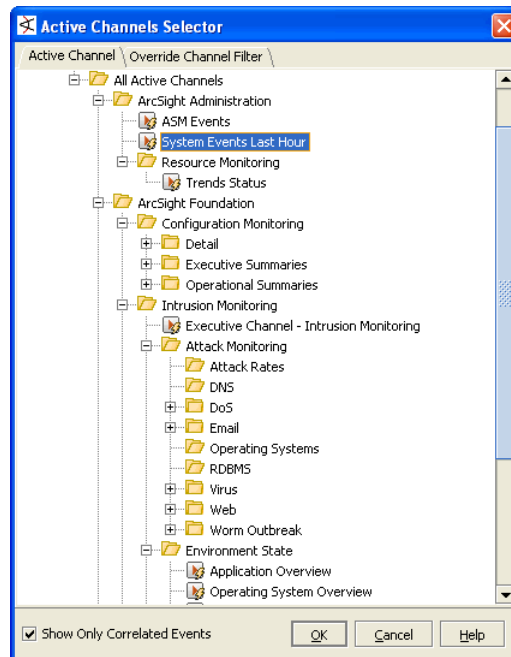 Active Channels Selector
Active Channel Override Channel Filter
All Active Channels
ArcSight Administration
ASM Events
System Events Last Hour
Resource Monitoring
Trends Status
ArcSight Foundation
Configuration Monitoring
Detail
Executive Summaries
Operational Summaries
Intrusion Monitoring
Executive Channel - Intrusion Monitoring
Attack Monitoring
Attack Rates
DNS
DoS
Email
Operating Systems
RDBMS
Virus
Web
Worm Outbreak
Environment State
Application Overview
Operating System Overview
Show Only Correlated Events OK Cancel Help